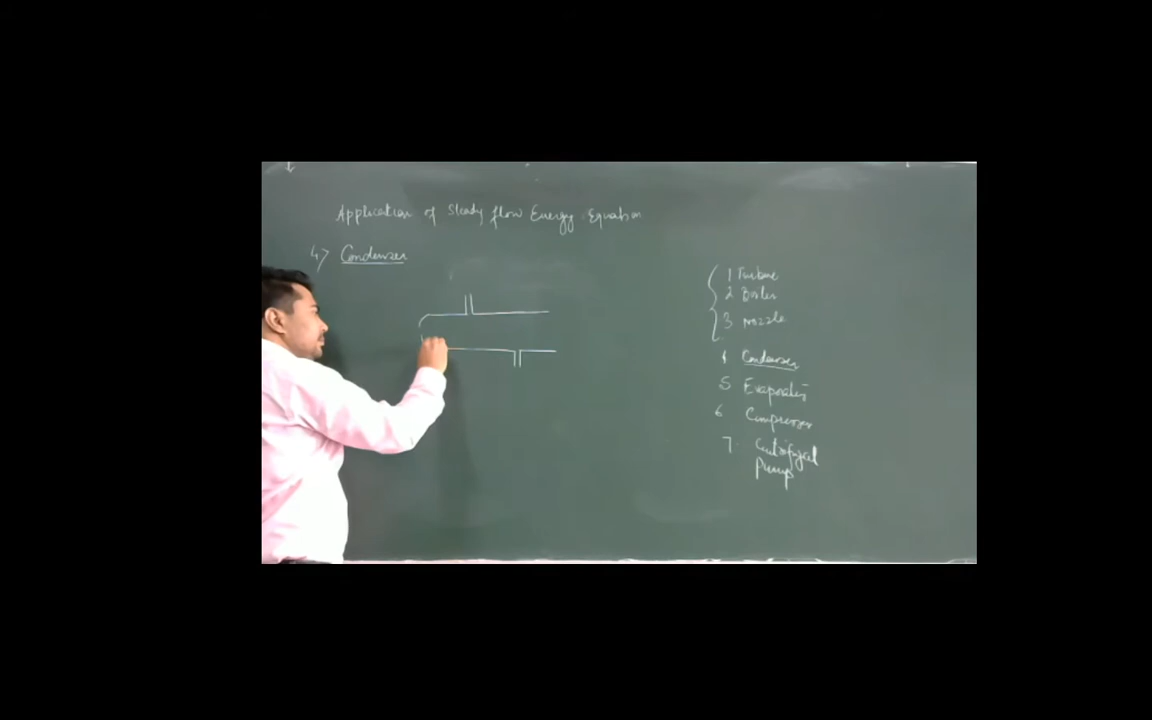 Application of Steady flow Energy Equation
4> Condenser
1 Turbine
2 Boiler
3 Nozzle
4 Condenser
5 Evaporator
6 Compressor
7. Centrifugal
Pump